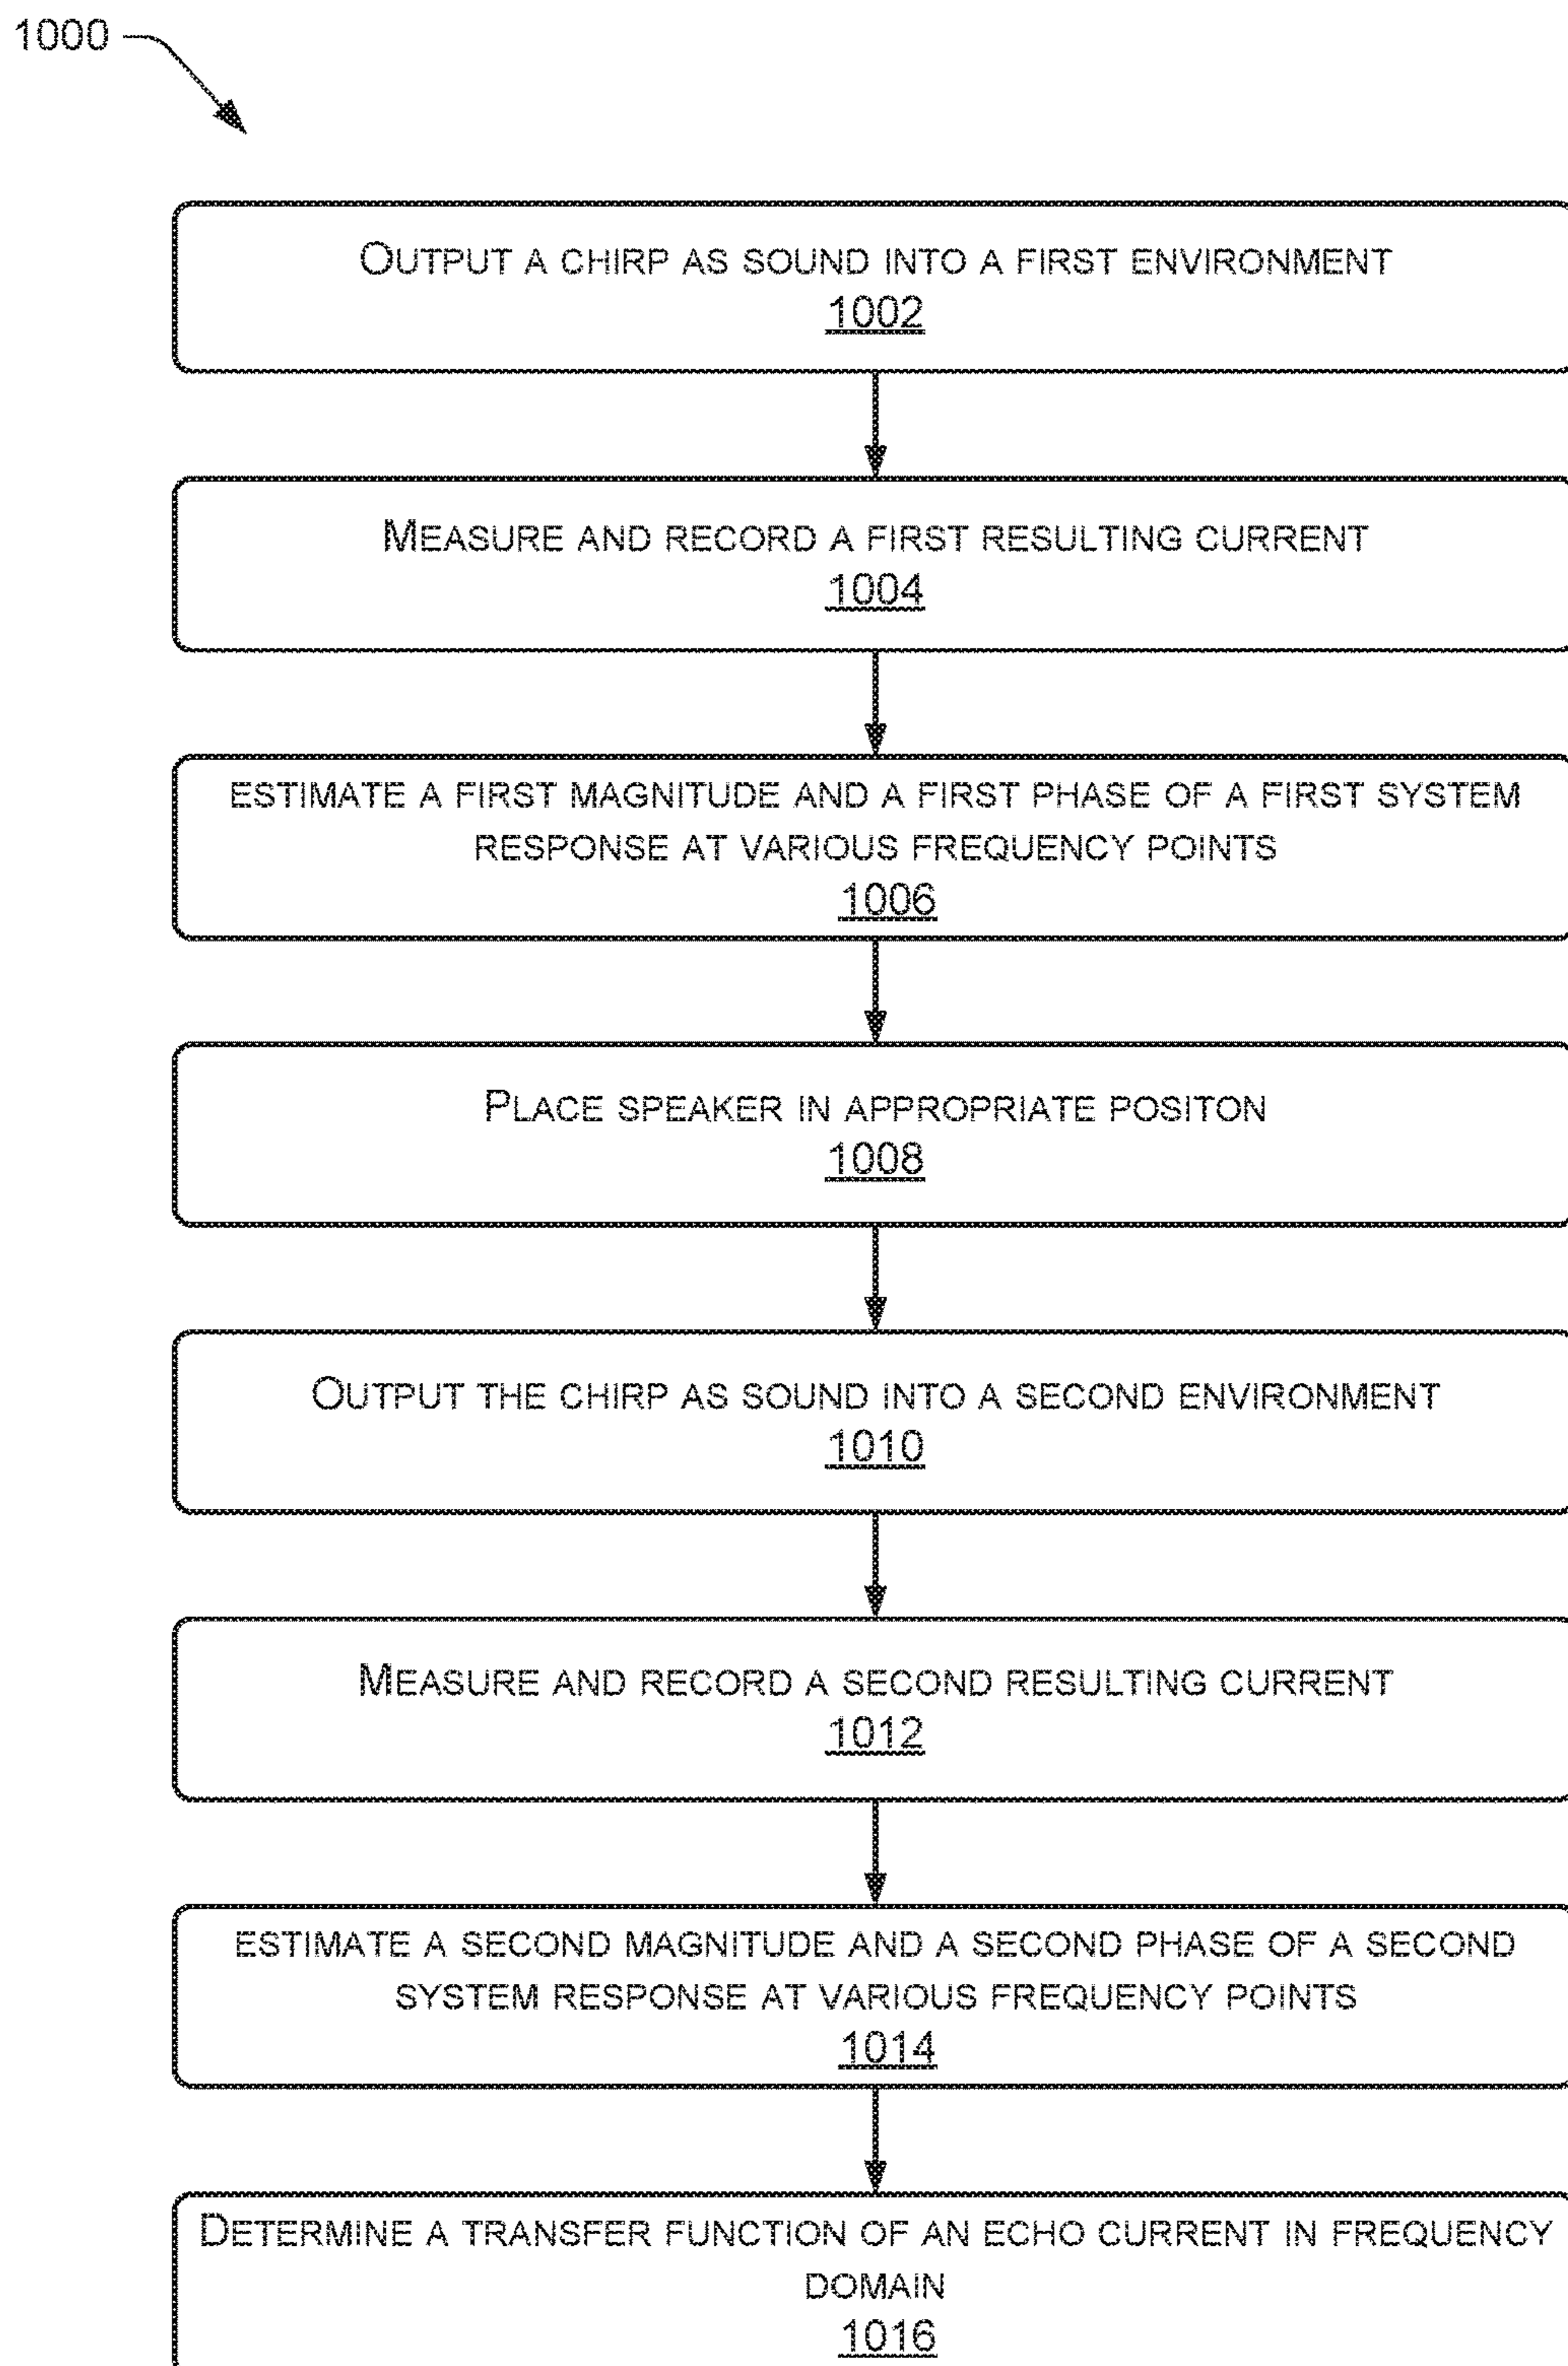 1000
OUTPUT A CHIRP AS SOUND INTO A FIRST ENVIRONMENT
1002
MEASURE AND RECORD A FIRST RESULTING CURRENT
1004
ESTIMATE A FIRST MAGNITUDE AND A FIRST PHASE OF A FIRST SYSTEM
RESPONSE AT VARIOUS FREQUENCY POINTS
1006
PLACE SPEAKER IN APPROPRIATE POSITON
1008
OUTPUT THE CHIRP AS SOUND INTO A SECOND ENVIRONMENT
1010
MEASURE AND RECORD A SECOND RESULTING CURRENT
1012
ESTIMATE A SECOND MAGNITUDE AND A SECOND PHASE OF A SECOND
SYSTEM RESPONSE AT VARIOUS FREQUENCY POINTS
1014
DETERMINE A TRANSFER FUNCTION OF AN ECHO CURRENT IN FREQUENCY
DOMAIN
1016